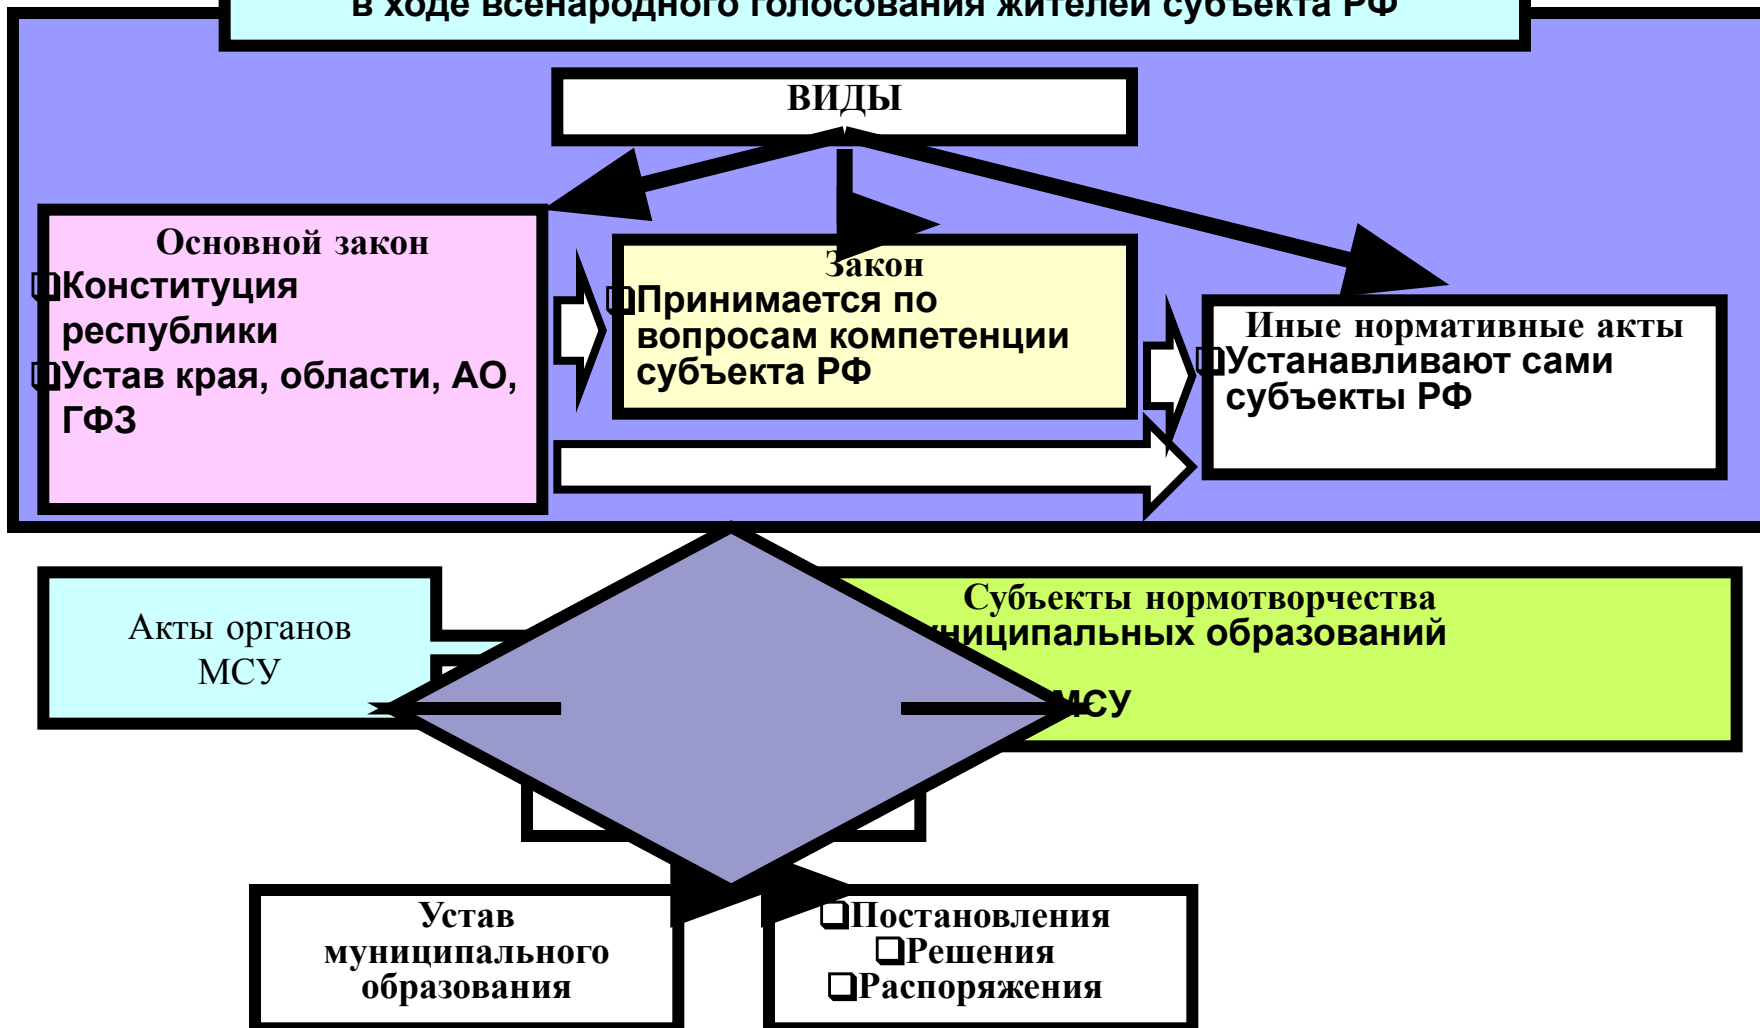 в ходе всенародного голосования жителей субъекта РФ
ВИДЫ
Основной закон
Конституция
республики
Устав края, области, АО,
ГФЗ
Закон
Принимается по
вопросам компетенции
субъекта РФ
Иные нормативные акты
Устанавливают сами
субъекты РФ
Акты органов
МСУ
Субъекты нормотворчества
образований
МСУ
Устав
муниципального
образования
Постановления
Решения
Распоряжения